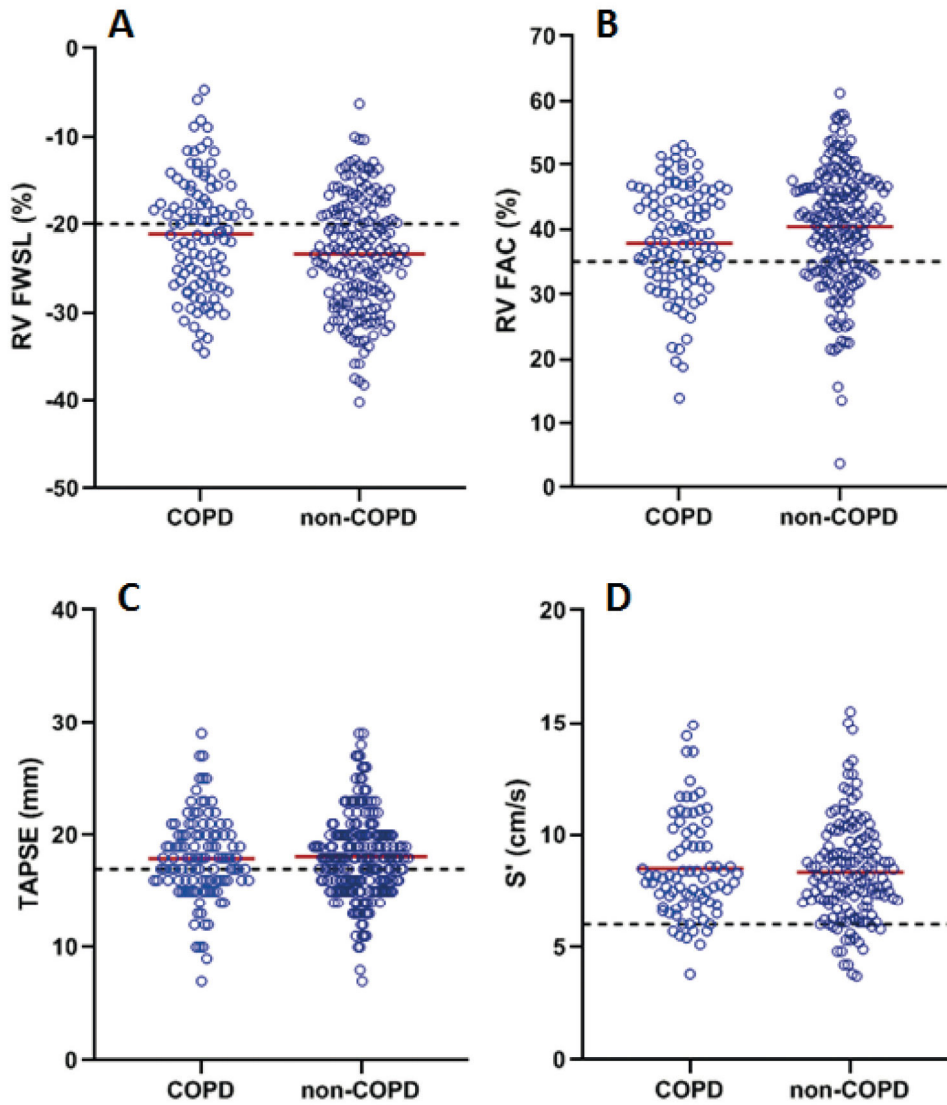 A
RV FWSL (%)
0
-10
-20
-30
-40
-50
COPD
non-COPD
B
RV FAC (%)
70
60
50
40
30
20
10
0
COPD
non-COPD
C
TAPSE (mm)
40
30
20
10
0
COPD
non-COPD
D
S' (cm/s)
20
15
10
5
0
COPD
non-COPD